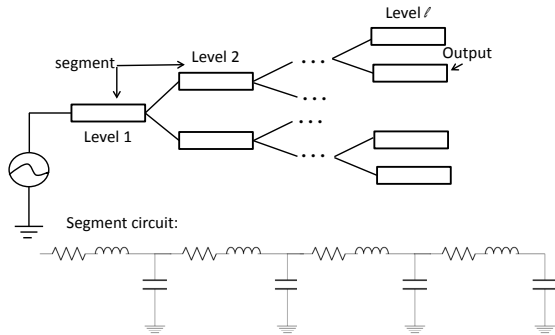 Level ℓ
Level 2
segment
Output
Level 1
Segment circuit: